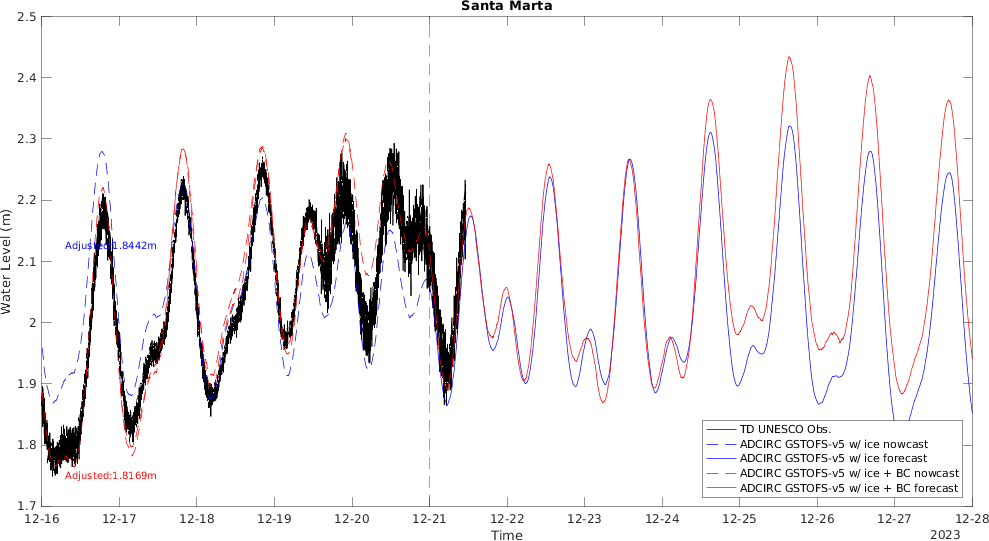 Santa Marta
2.5
2.4
2.3
2.2
2.1
2
1.9
1.8
1.7
Water Level (m)
Adjusted:1.8442m
Adjusted:1.8169m
TD UNESCO Obs.
ADCIRC GSTOFS-v5 w/ ice nowcast
ADCIRC GSTOFS-v5 w/ ice forecast
ADCIRC GSTOFS-v5 w/ ice + BC nowcast
ADCIRC GSTOFS-v5 w/ ice + BC forecast
12-16 12-17 12-18 12-19 12-20 12-21 12-22 12-23 12-24 12-25 12-26 12-27 12-28
Time
2023